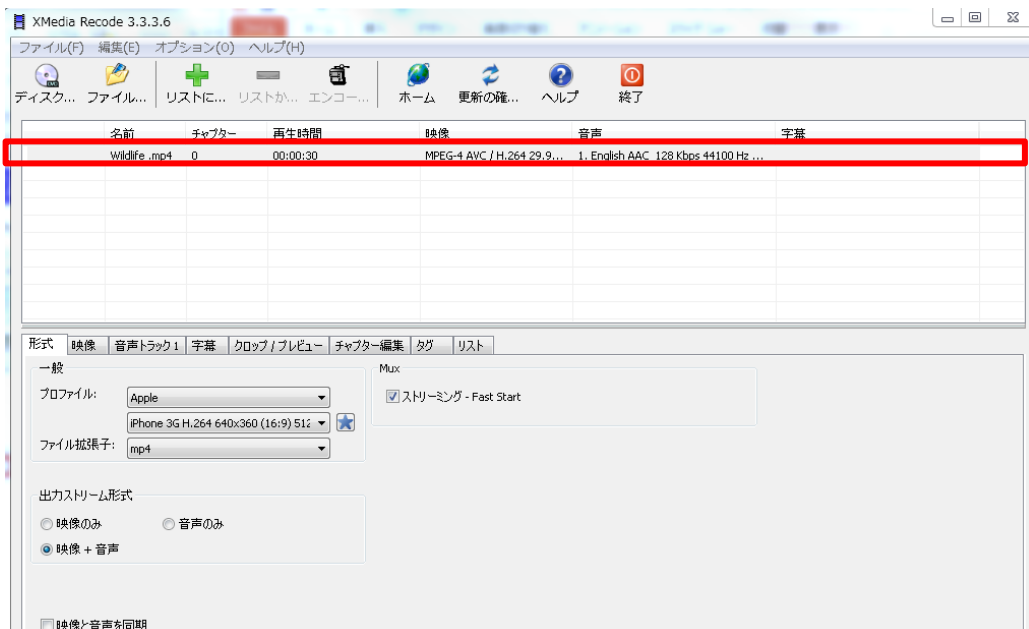 XMedia Recode 3.3.3.6
ファイル(F) 編集(E) オプション(O) ヘルプ(H)
ディスク... ファイル... リストに... リストか... エンコー... ホーム 更新の確... ヘルプ 終了
名前 チャプター 再生時間 映像 音声 字幕
Wildlife .mp4 0 00:00:30 MPEG-4 AVC / H.264 29.9... 1. English AAC 128 Kbps 44100 Hz ...
形式 映像 音声トラック 1 字幕 クロップ / プレビュー チャプター編集 タグ リスト
一般 Mux
プロファイル: Apple ストリーミング - Fast Start
iPhone 3G H.264 640x360 (16:9) 512
ファイル拡張子: mp4
出力ストリーム形式
映像のみ 音声のみ
映像 + 音声
映像と音声を同期